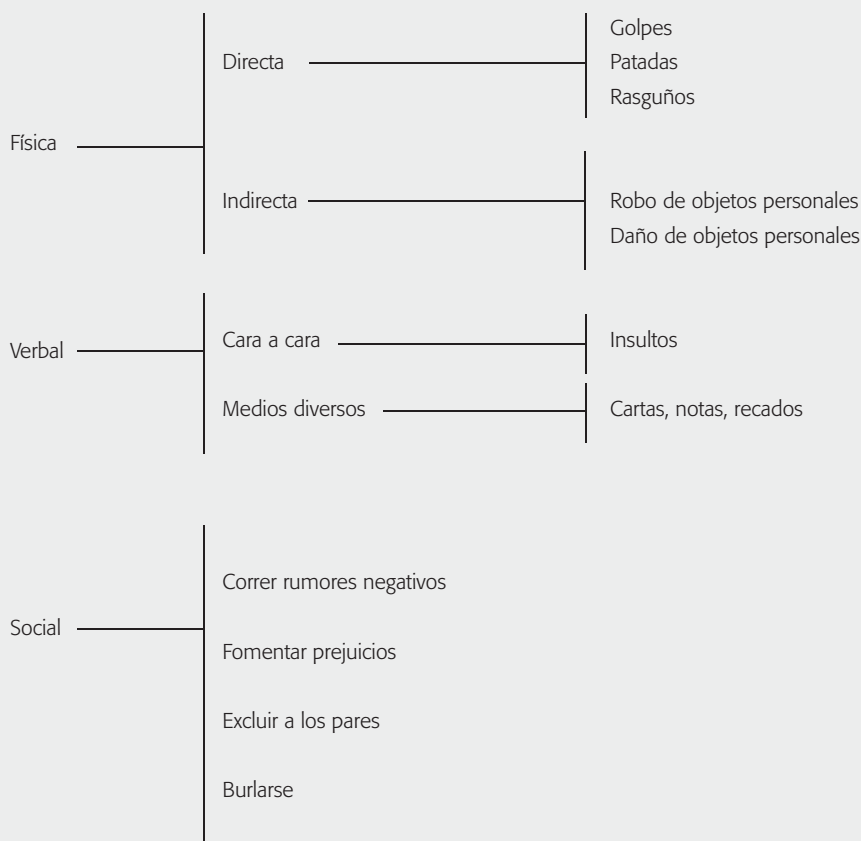 Física
Directa
Golpes
Patadas
Rasguños
Indirecta
Robo de objetos personales
Daño de objetos personales
Verbal
Cara a cara
Insultos
Medios diversos
Cartas, notas, recados
Social
Correr rumores negativos
Fomentar prejuicios
Excluir a los pares
Burlarse